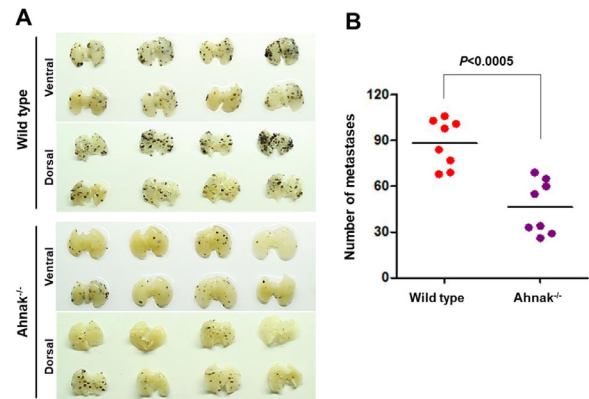 A
Wild type
Ventral
Dorsal
Ahnak-/-
Ventral
Dorsal
B
P<0.0005
Number of metastases
120
90
60
30
0
Wild type
Ahnak-/-